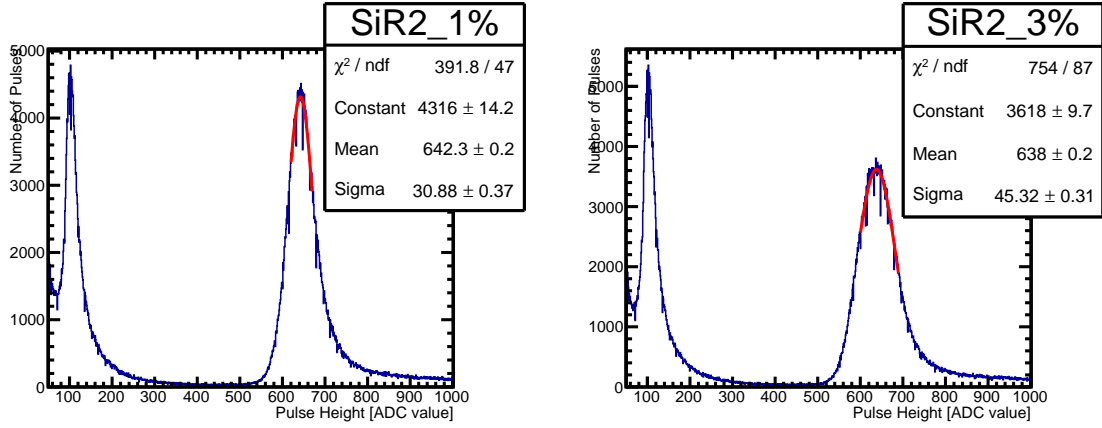 SiR2_1%
χ² / ndf 391.8 / 47
Constant 4316 ± 14.2
Mean 642.3 ± 0.2
Sigma 30.88 ± 0.37
Number of Pulses
5000
4000
3000
2000
1000
0
100 200 300 400 500 600 700 800 900 1000
Pulse Height [ADC value]
SiR2_3%
χ² / ndf 754 / 87
Constant 3618 ± 9.7
Mean 638 ± 0.2
Sigma 45.32 ± 0.31
Number of Pulses
5000
4000
3000
2000
1000
0
100 200 300 400 500 600 700 800 900 1000
Pulse Height [ADC value]